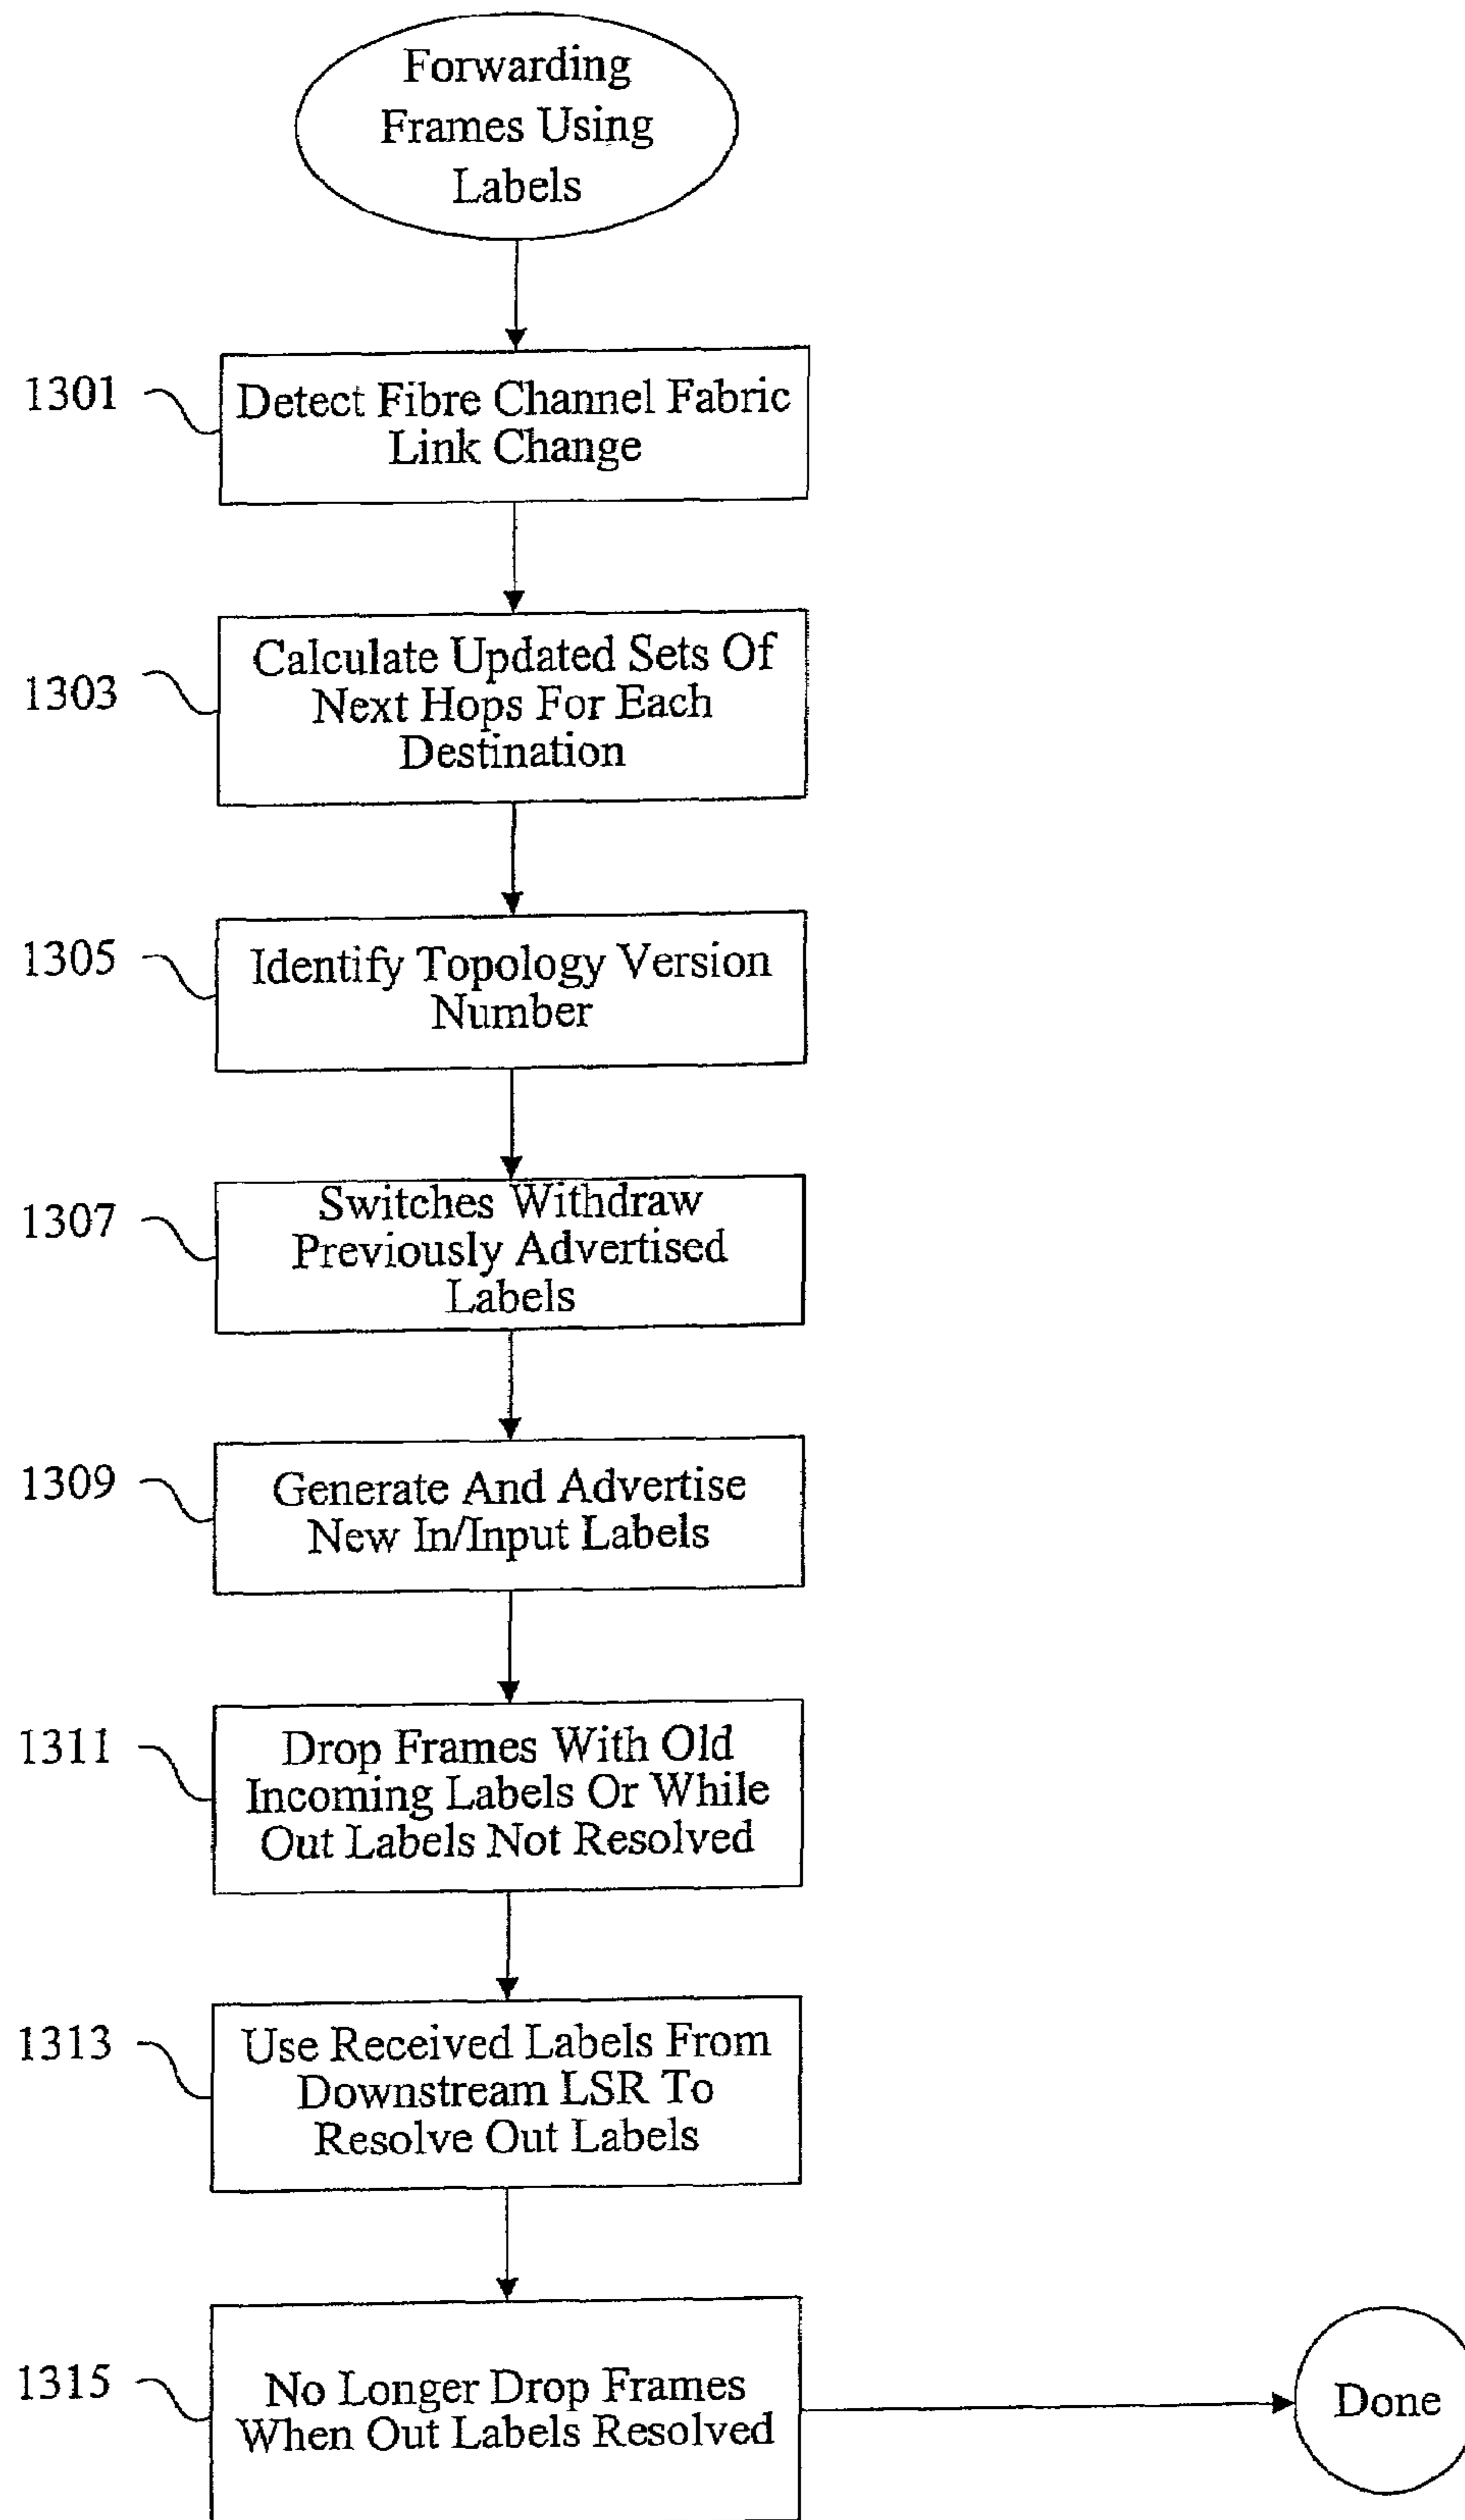 Forwarding
Frames Using
Labels
1301
Detect Fibre Channel Fabric
Link Change
1303
Calculate Updated Sets Of
Next Hops For Each
Destination
1305
Identify Topology Version
Number
1307
Switches Withdraw
Previously Advertised
Labels
1309
Generate And Advertise
New In/Input Labels
1311
Drop Frames With Old
Incoming Labels Or While
Out Labels Not Resolved
1313
Use Received Labels From
Downstream LSR To
Resolve Out Labels
1315
No Longer Drop Frames
When Out Labels Resolved
Done